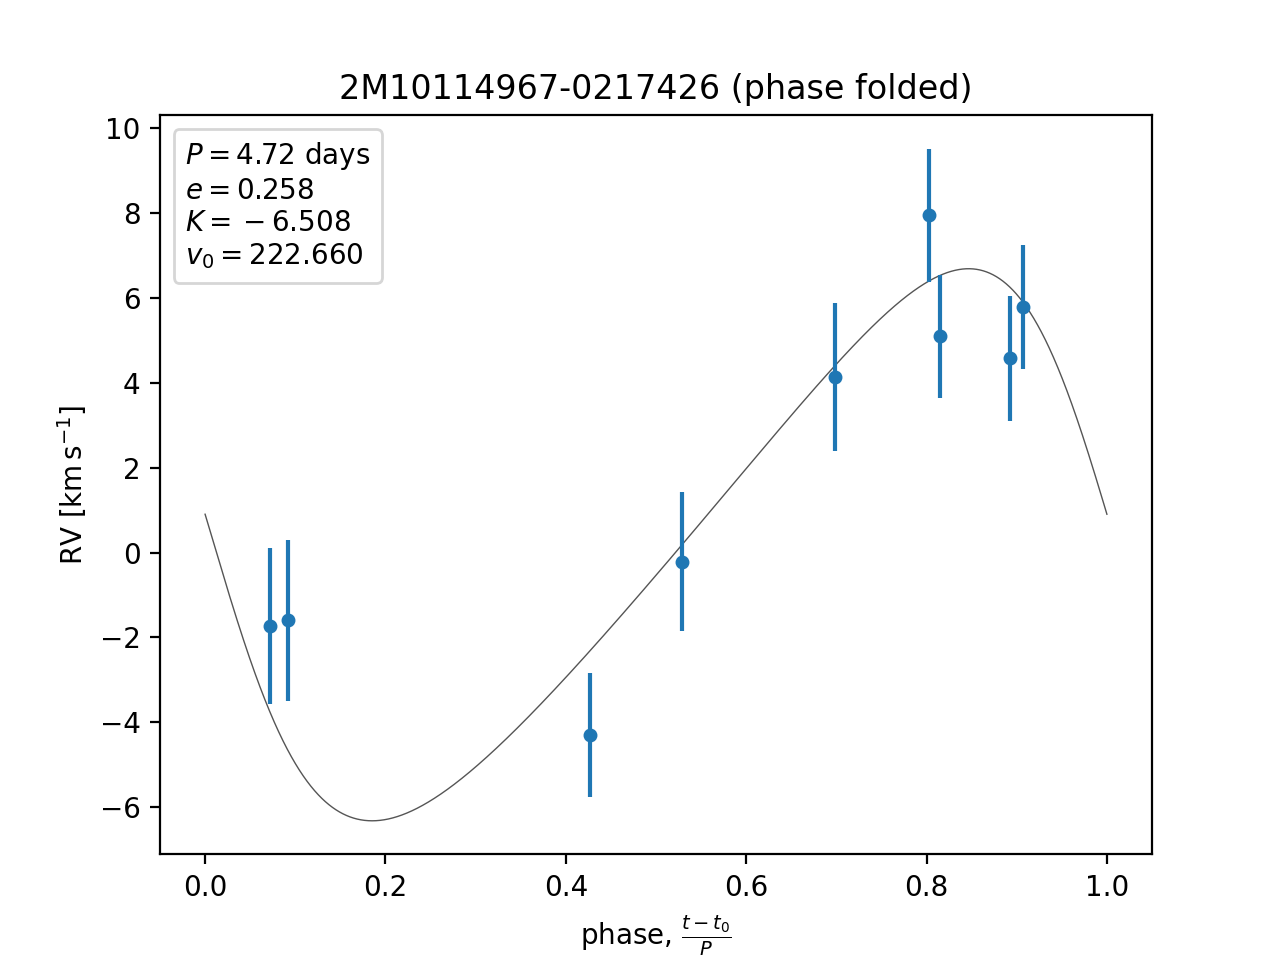 2M10114967-0217426 (phase folded)
P = 4.72 days
e = 0.258
K = −6.508
v₀ = 222.660
RV [km s⁻¹]
10
8
6
4
2
0
−2
−4
−6
0.0 0.2 0.4 0.6 0.8 1.0
phase, (t − t₀)/P